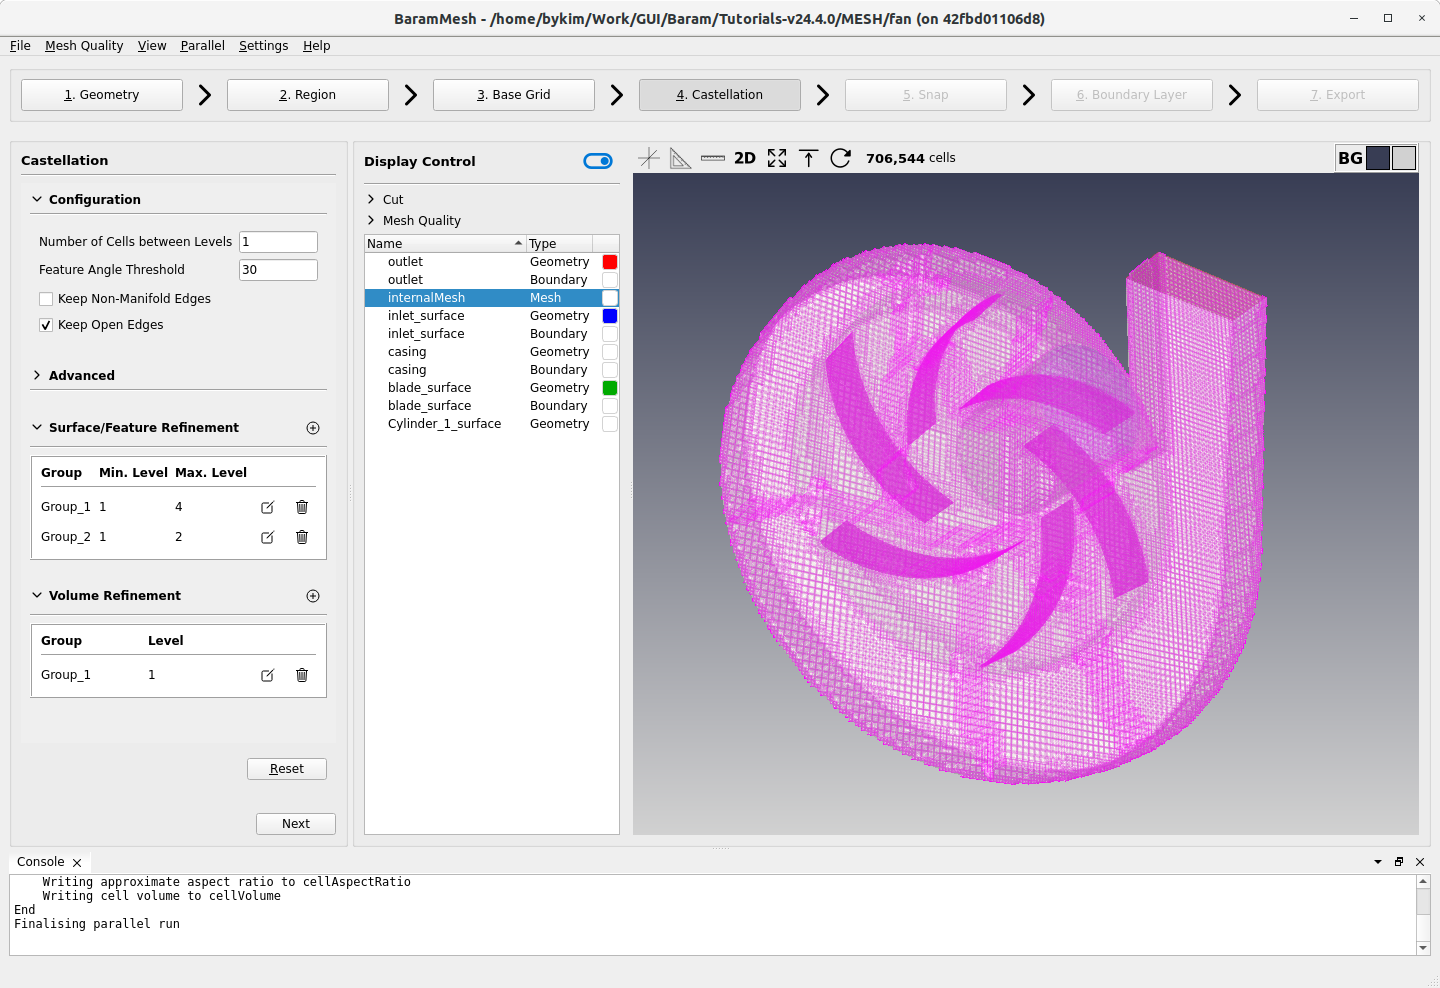 BaramMesh - /home/bykim/Work/GUI/Baram/Tutorials-v24.4.0/MESH/fan (on 42fbd01106d8)
File Mesh Quality View Parallel Settings Help
1. Geometry 2. Region 3. Base Grid 4. Castellation 5. Snap 6. Boundary Layer 7. Export
Castellation
Configuration
Number of Cells between Levels 1
Feature Angle Threshold 30
Keep Non-Manifold Edges
Keep Open Edges
Advanced
Surface/Feature Refinement
Group Min. Level Max. Level
Group_1 1 4
Group_2 1 2
Volume Refinement
Group Level
Group_1 1
Reset
Next
Display Control
Cut
Mesh Quality
Name Type
outlet Geometry
outlet Boundary
internalMesh Mesh
inlet_surface Geometry
inlet_surface Boundary
casing Geometry
casing Boundary
blade_surface Geometry
blade_surface Boundary
Cylinder_1_surface Geometry
2D 706,544 cells BG
Console
Writing approximate aspect ratio to cellAspectRatio
Writing cell volume to cellVolume
End
Finalising parallel run